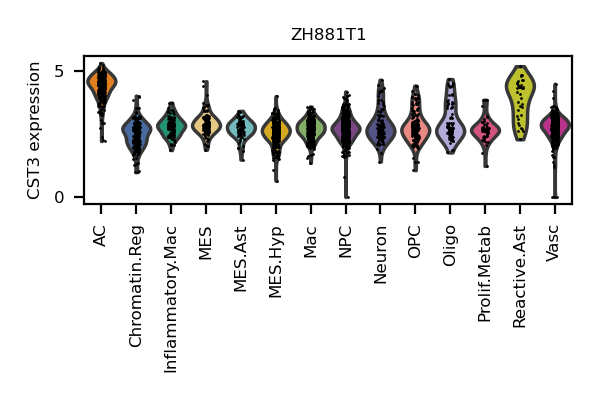 ZH881T1
CST3 expression
5
0
AC
Chromatin.Reg
Inflammatory.Mac
MES
MES.Ast
MES.Hyp
Mac
NPC
Neuron
OPC
Oligo
Prolif.Metab
Reactive.Ast
Vasc